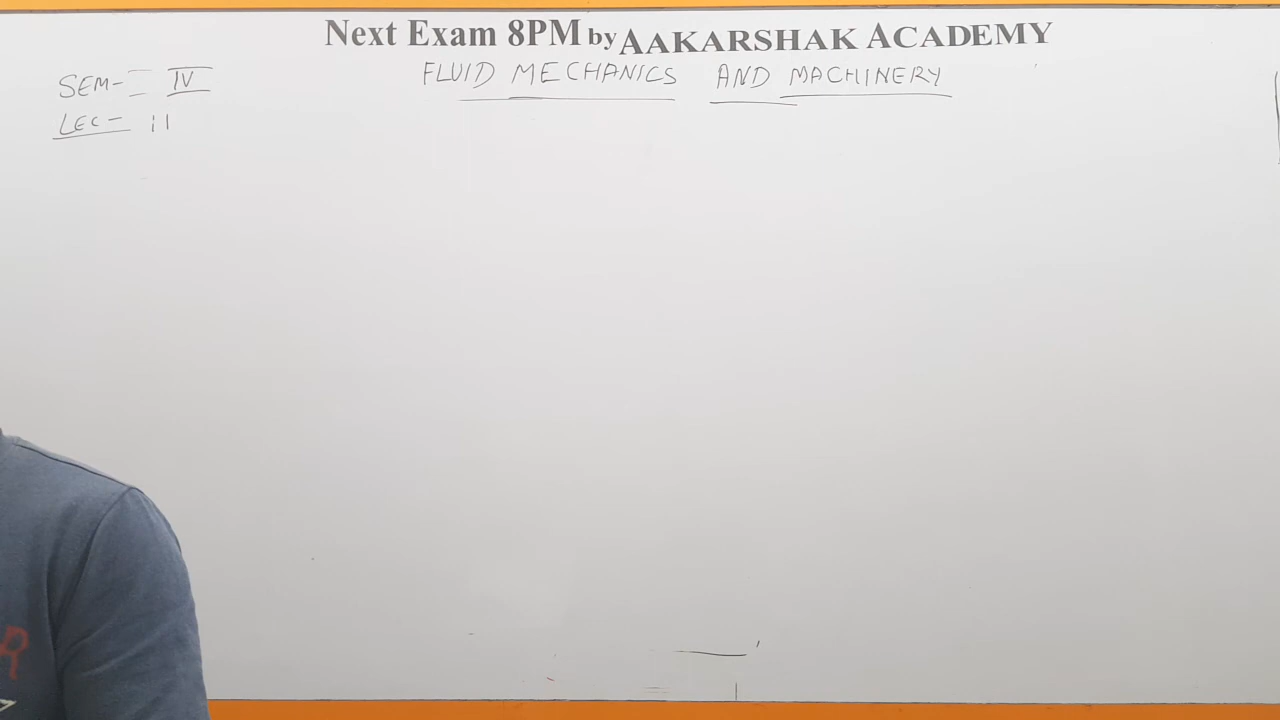 Next Exam 8PM by AAKARSHAK ACADEMY
FLUID MECHANICS AND MACHINERY
SEM- IV
LEC- 11
R